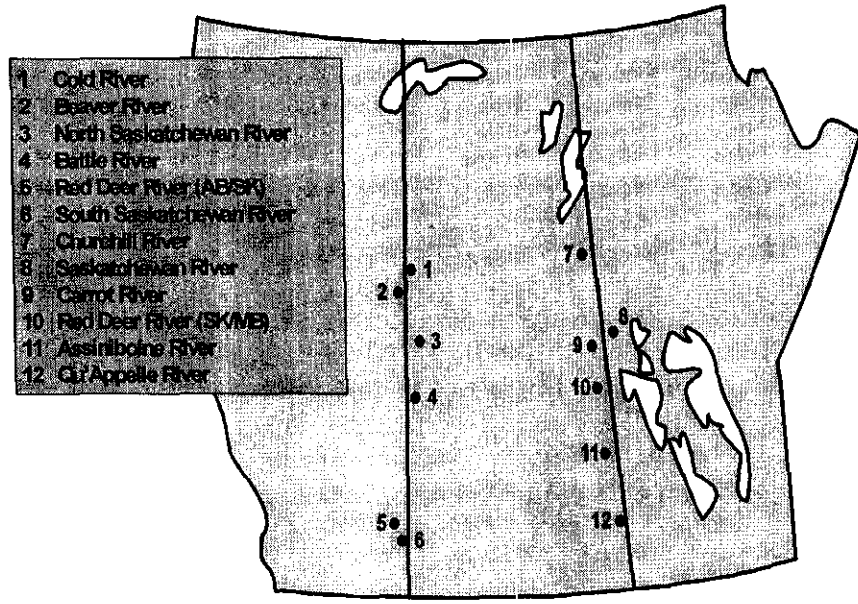 1 Cold River
2 Beaver River
3 North Saskatchewan River
4 Battle River
5 Red Deer River (AB/SK)
6 South Saskatchewan River
7 Churchill River
8 Saskatchewan River
9 Carrot River
10 Red Deer River (SK/MB)
11 Assiniboine River
12 Qu'Appelle River
7
1
2
8
3
9
10
4
11
5
12
6